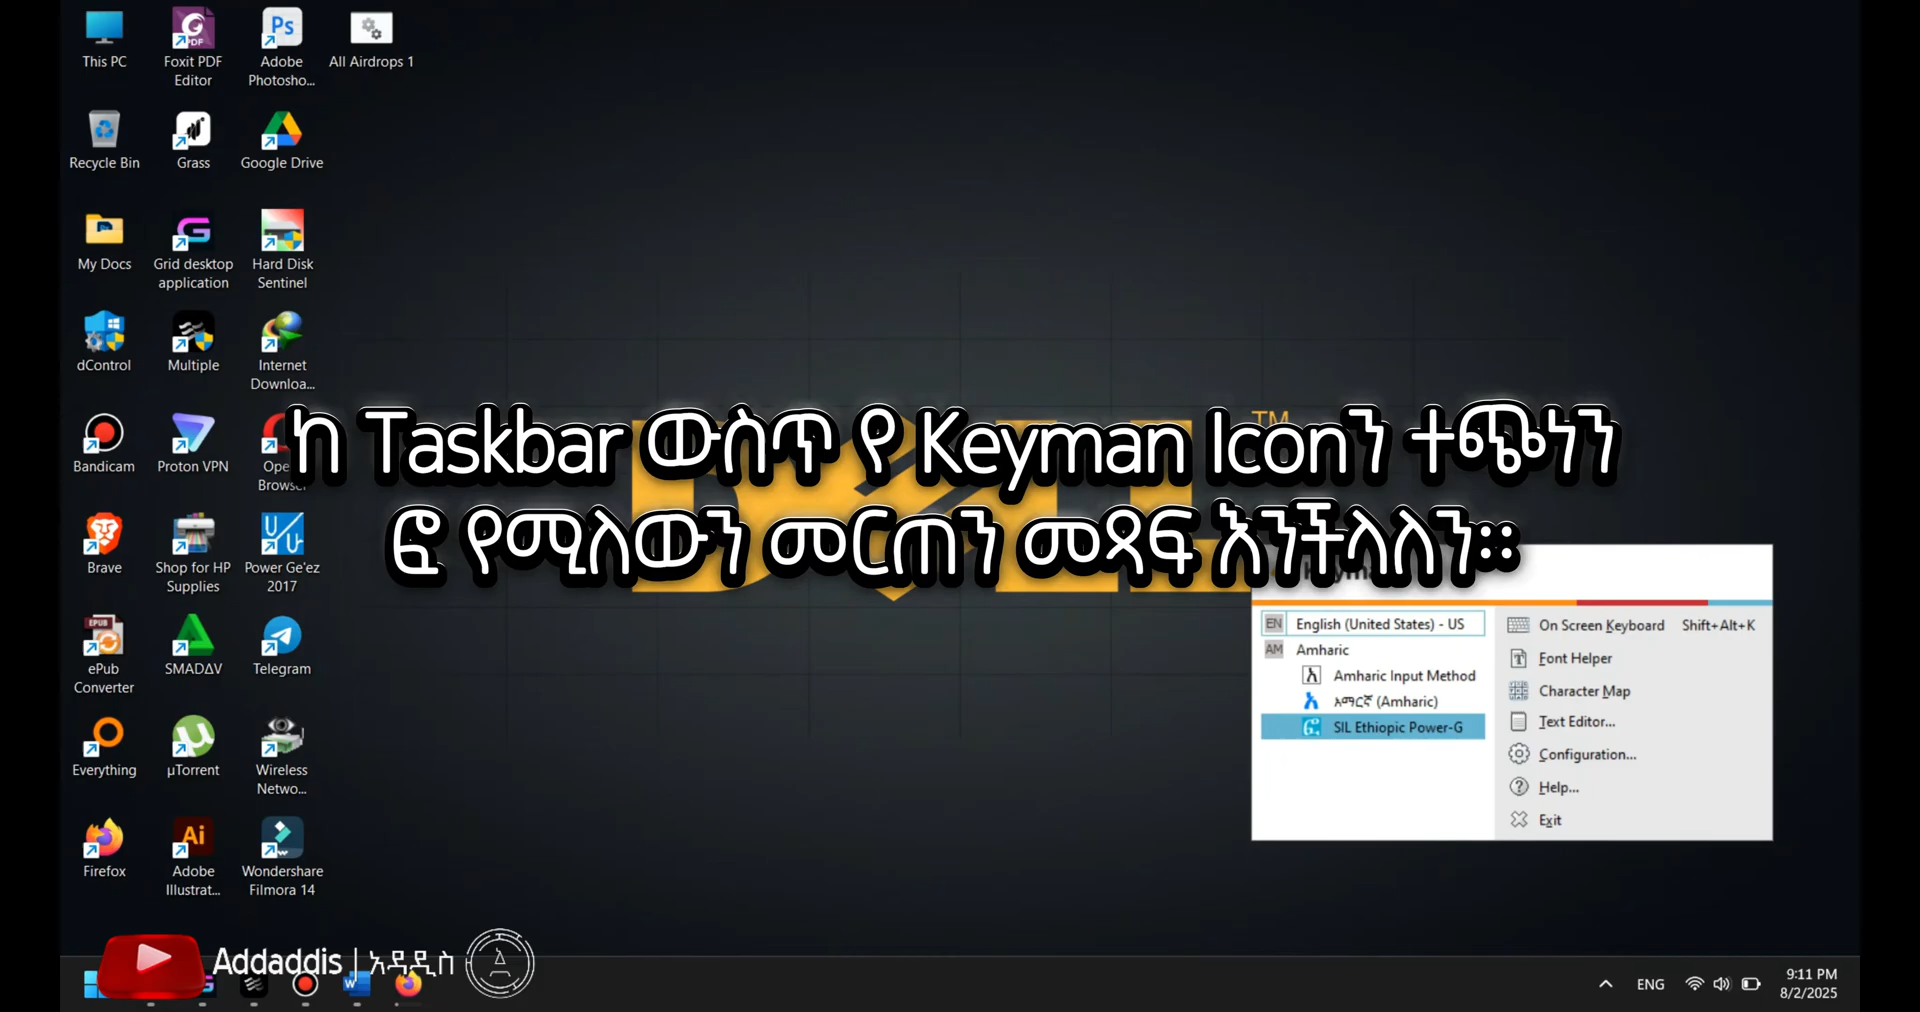 This PC
Foxit PDF
Editor
Adobe
Photosho...
All Airdrops 1
Recycle Bin
Grass
Google Drive
My Docs
Grid desktop
application
Hard Disk
Sentinel
dControl
Multiple
Internet
Downloa...
Bandicam
Proton VPN
Browser
ከ Taskbar ውስጥ የ Keyman Iconን ተጭነን
ፎ የሚለውን መርጠን መጻፍ እንችላለን።
Brave
Shop for HP
Supplies
Power Ge'ez
2017
ePub
Converter
SMADAV
Telegram
Everything
µTorrent
Wireless
Netwo...
Firefox
Adobe
Illustrat...
Wondershare
Filmora 14
EN English (United States) - US
AM Amharic
Amharic Input Method
አማርኛ (Amharic)
SIL Ethiopic Power-G
On Screen Keyboard Shift+Alt+K
Font Helper
Character Map
Text Editor...
Configuration...
Help...
Exit
Addaddis | አዳዲስ
ENG
9:11 PM
8/2/2025